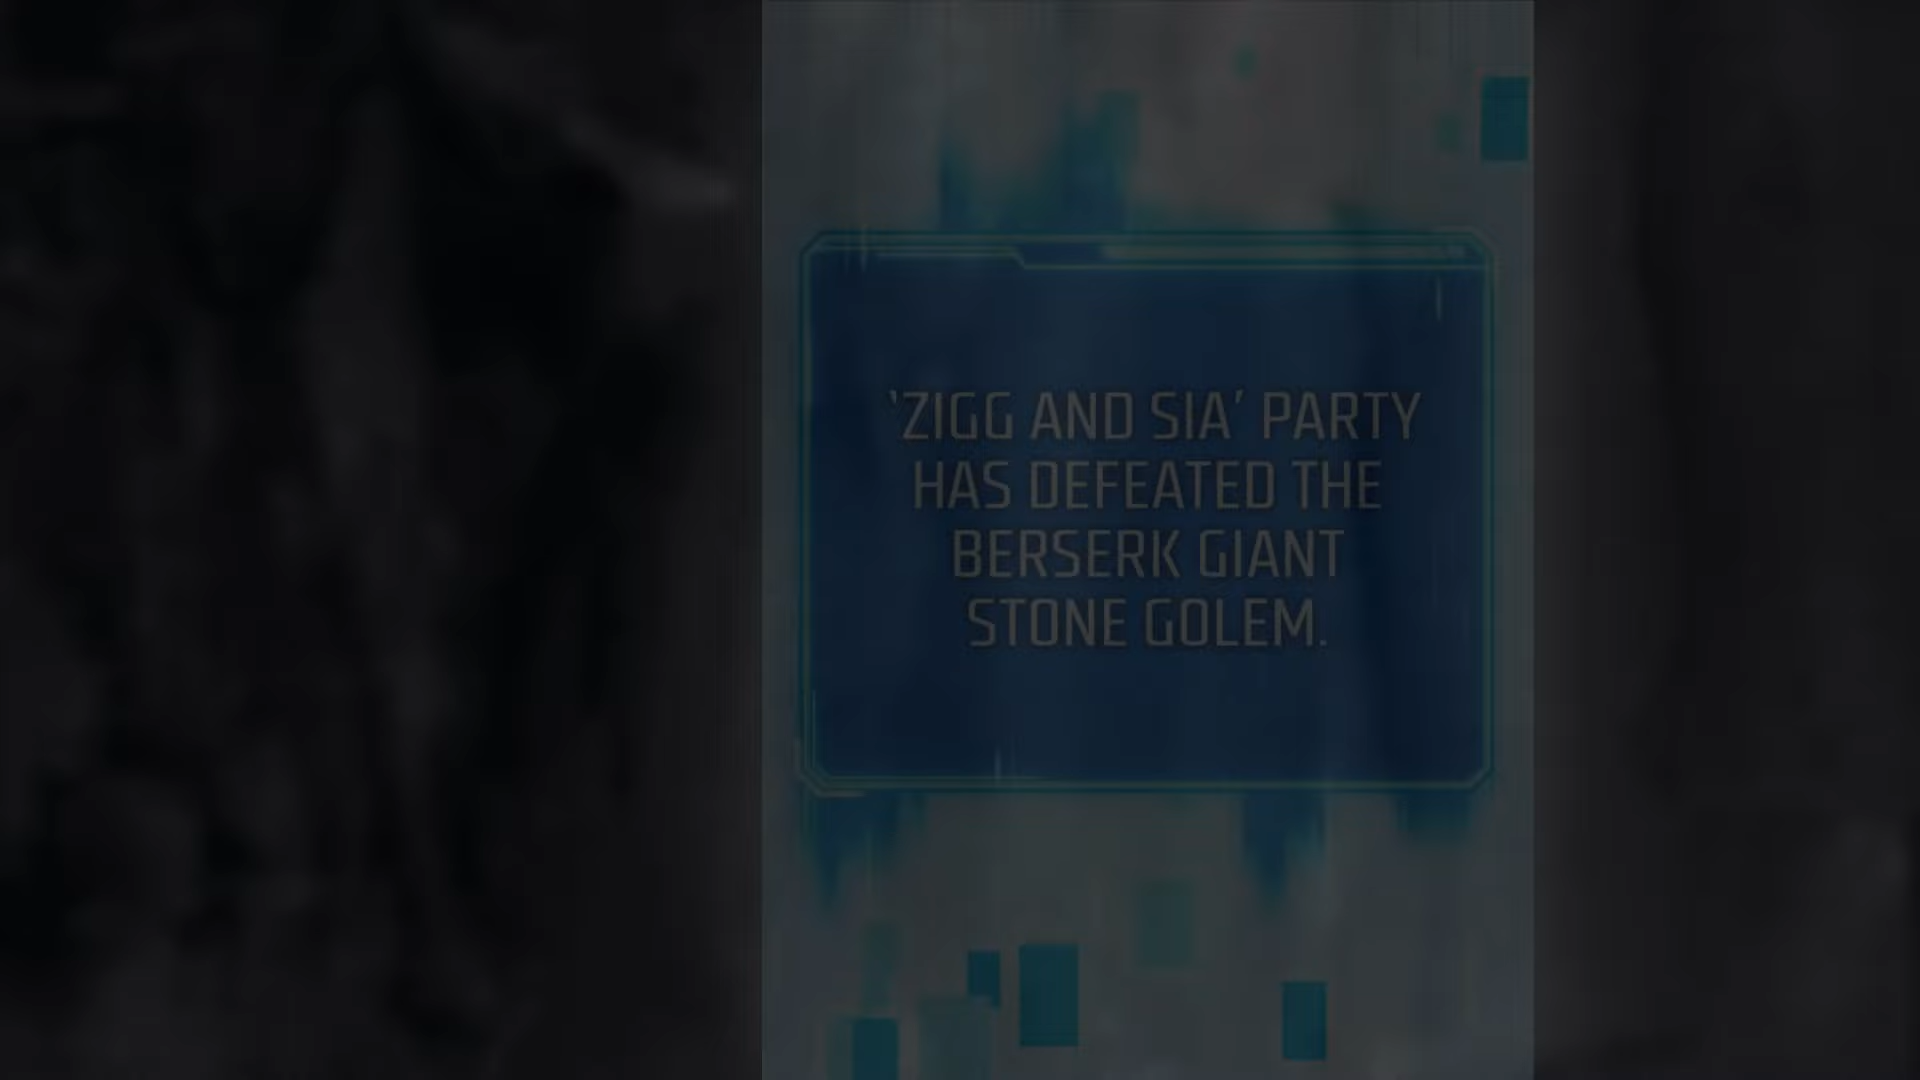 ‘ZIGG AND SIA’ PARTY
HAS DEFEATED THE
BERSERK GIANT
STONE GOLEM.